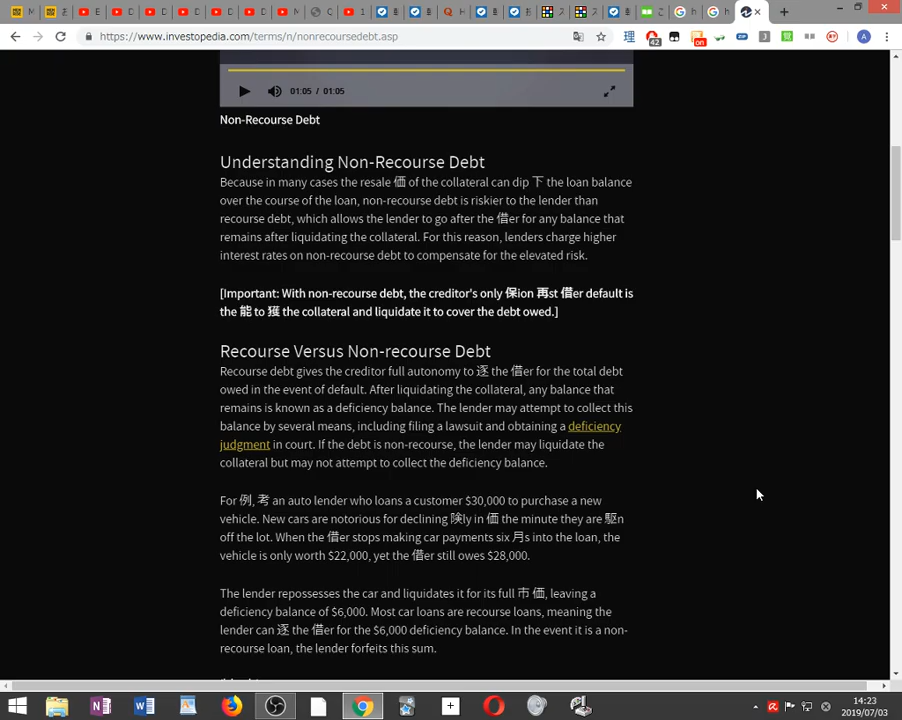 https://www.investopedia.com/terms/n/nonrecoursedebt.asp
01:05 / 01:05
Non-Recourse Debt
Understanding Non-Recourse Debt
Because in many cases the resale 価 of the collateral can dip 下 the loan balance
over the course of the loan, non-recourse debt is riskier to the lender than
recourse debt, which allows the lender to go after the 借er for any balance that
remains after liquidating the collateral. For this reason, lenders charge higher
interest rates on non-recourse debt to compensate for the elevated risk.
[Important: With non-recourse debt, the creditor's only 保ion 再st 借er default is
the 能 to 獲 the collateral and liquidate it to cover the debt owed.]
Recourse Versus Non-recourse Debt
Recourse debt gives the creditor full autonomy to 逐 the 借er for the total debt
owed in the event of default. After liquidating the collateral, any balance that
remains is known as a deficiency balance. The lender may attempt to collect this
balance by several means, including filing a lawsuit and obtaining a deficiency
judgment in court. If the debt is non-recourse, the lender may liquidate the
collateral but may not attempt to collect the deficiency balance.
For 例, 考 an auto lender who loans a customer $30,000 to purchase a new
vehicle. New cars are notorious for declining 険ly in 価 the minute they are 駆n
off the lot. When the 借er stops making car payments six 月s into the loan, the
vehicle is only worth $22,000, yet the 借er still owes $28,000.
The lender repossesses the car and liquidates it for its full 市 価, leaving a
deficiency balance of $6,000. Most car loans are recourse loans, meaning the
lender can 逐 the 借er for the $6,000 deficiency balance. In the event it is a non-
recourse loan, the lender forfeits this sum.
14:23
2019/07/03